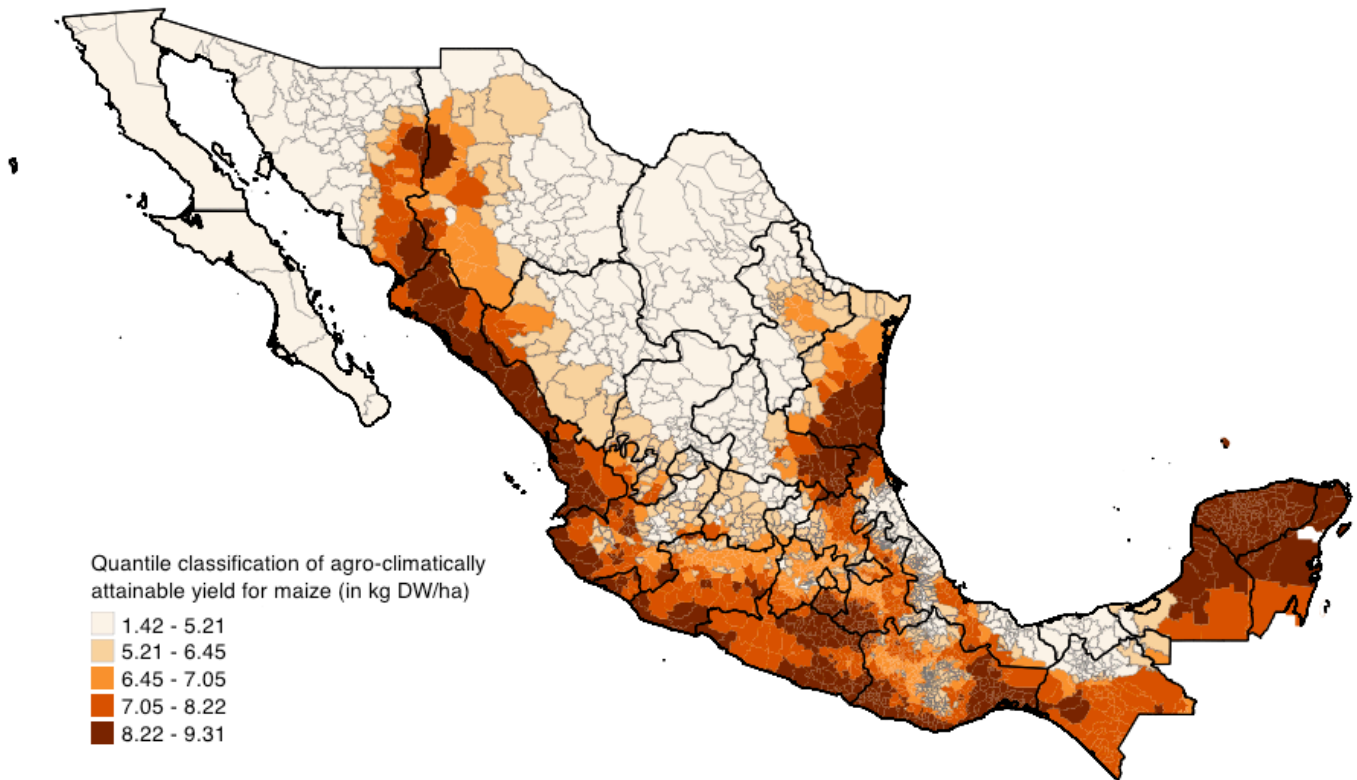 Quantile classification of agro-climatically
attainable yield for maize (in kg DW/ha)
1.42 - 5.21
5.21 - 6.45
6.45 - 7.05
7.05 - 8.22
8.22 - 9.31